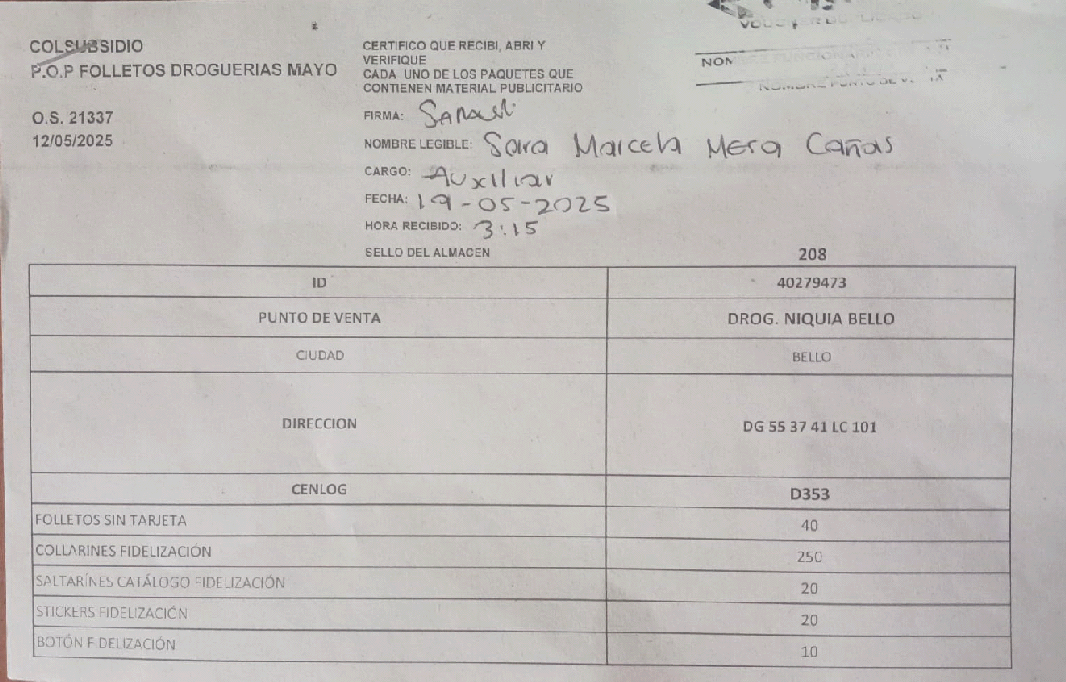 COLSUBSIDIO
P.O.P FOLLETOS DROGUERIAS MAYO
O.S. 21337
12/05/2025
CERTIFICO QUE RECIBI, ABRI Y
VERIFIQUE
CADA UNO DE LOS PAQUETES QUE
CONTIENEN MATERIAL PUBLICITARIO
FIRMA:
NOMBRE LEGIBLE: Sara Marcela Mera Cañas
CARGO: Auxiliar
FECHA: 19-05-2025
HORA RECIBIDO: 3:15
SELLO DEL ALMACEN
NOMBRE PUNTO DE VENTA
208
ID 40279473
PUNTO DE VENTA DROG. NIQUIA BELLO
CIUDAD BELLO
DIRECCION DG 55 37 41 LC 101
CENLOG D353
FOLLETOS SIN TARJETA 40
COLLARINES FIDELIZACIÓN 250
SALTARÍNES CATÁLOGO FIDELIZACIÓN 20
STICKERS FIDELIZACIÓN 20
BOTÓN FIDELIZACIÓN 10